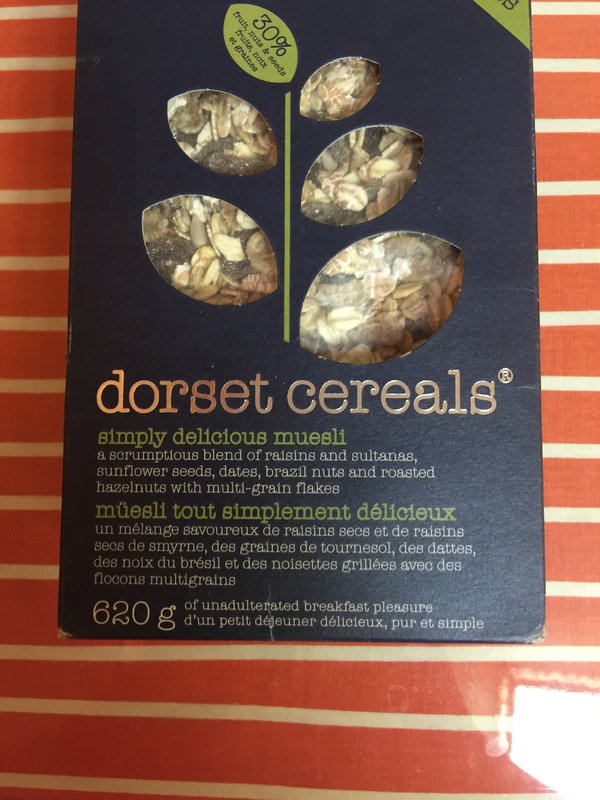 30%
fruit, nuts & seeds
fruits, noix
et graines
dorset cereals®
simply delicious muesli
a scrumptious blend of raisins and sultanas,
sunflower seeds, dates, brazil nuts and roasted
hazelnuts with multi-grain flakes
müesli tout simplement délicieux
un mélange savoureux de raisins secs et de raisins
secs de smyrne, des graines de tournesol, des dattes,
des noix du brésil et des noisettes grillées avec des
flocons multigrains
620 g
of unadulterated breakfast pleasure
d'un petit déjeuner délicieux, pur et simple